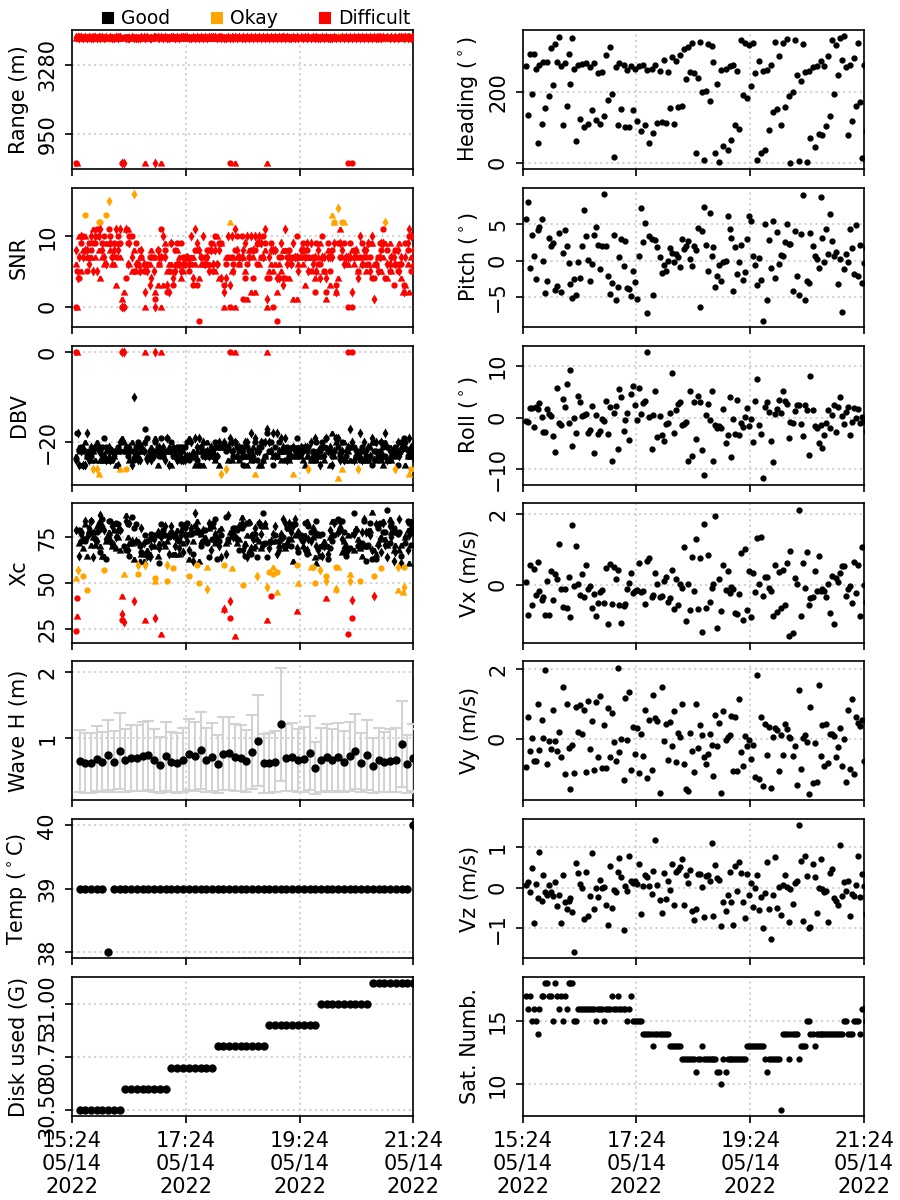 Good Okay Difficult
Range (m)
3280
950
Heading (°)
200
0
SNR
10
0
Pitch (°)
5
0
−5
DBV
0
−20
Roll (°)
10
0
−10
Xc
75
50
25
Vx (m/s)
2
0
Wave H (m)
2
1
Vy (m/s)
2
0
Temp (°C)
40
39
38
Vz (m/s)
1
0
−1
Disk used (G)
31.00
30.75
30.50
Sat. Numb.
15
10
15:24 17:24 19:24 21:24
05/14 05/14 05/14 05/14
2022 2022 2022 2022
15:24 17:24 19:24 21:24
05/14 05/14 05/14 05/14
2022 2022 2022 2022